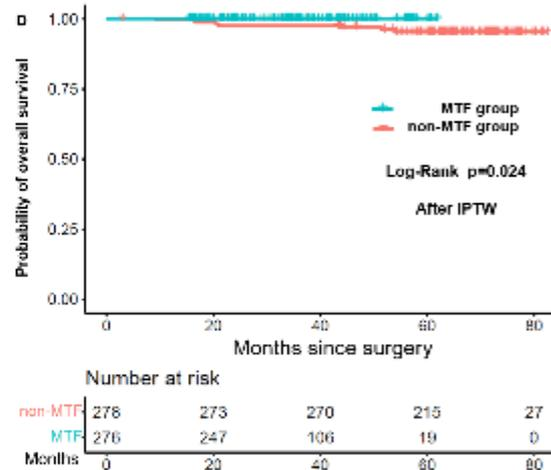 D
1.00
0.75
0.50
0.25
0.00
Probability of overall survival
MTF group
non-MTF group
Log-Rank p=0.024
After IPTW
0 20 40 60 80
Months since surgery
Number at risk
non-MTF 278 273 270 215 27
MTF 276 247 106 19 0
Months 0 20 40 60 80